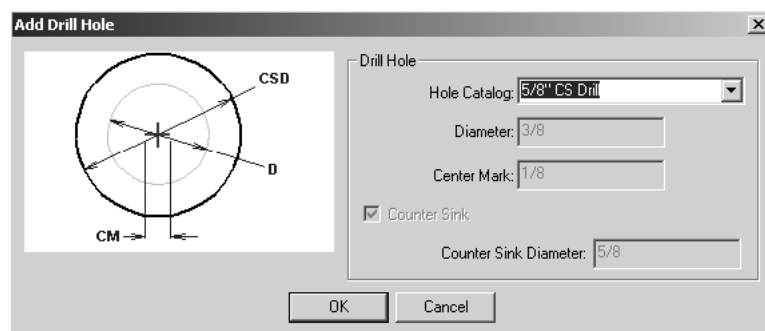 Add Drill Hole
CSD
D
CM
Drill Hole
Hole Catalog: 5/8" CS Drill
Diameter: 3/8
Center Mark: 1/8
Counter Sink
Counter Sink Diameter: 5/8
OK Cancel